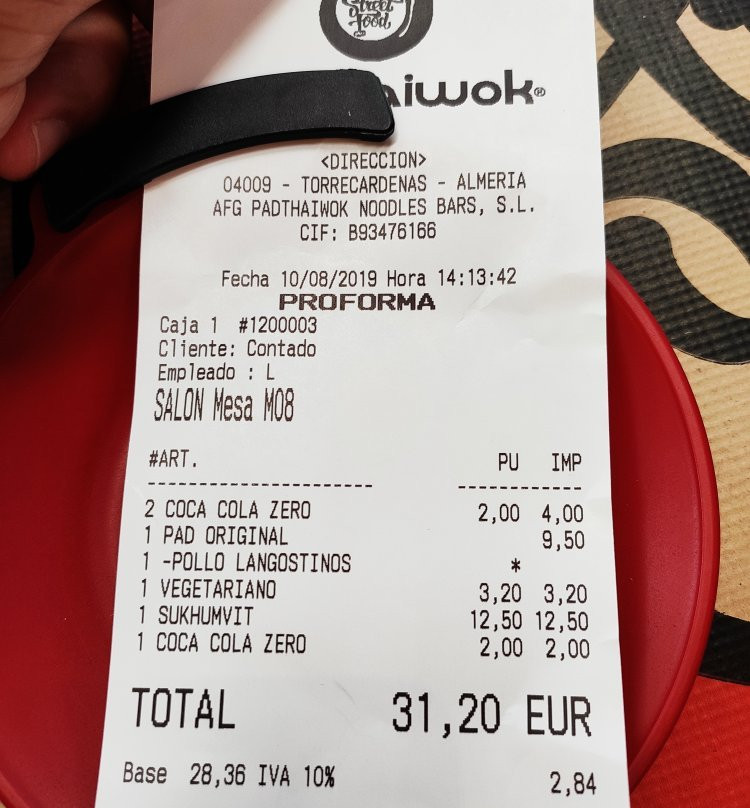 Street
Food
aiwok®
<DIRECCION>
04009 - TORRECARDENAS - ALMERIA
AFG PADTHAIWOK NOODLES BARS, S.L.
CIF: B93476166
Fecha 10/08/2019 Hora 14:13:42
PROFORMA
Caja 1 #1200003
Cliente: Contado
Empleado : L
SALON Mesa M08
#ART. PU IMP
---------------------- ------------
2 COCA COLA ZERO 2,00 4,00
1 PAD ORIGINAL 9,50
1 -POLLO LANGOSTINOS *
1 VEGETARIANO 3,20 3,20
1 SUKHUMVIT 12,50 12,50
1 COCA COLA ZERO 2,00 2,00
TOTAL 31,20 EUR
Base 28,36 IVA 10% 2,84